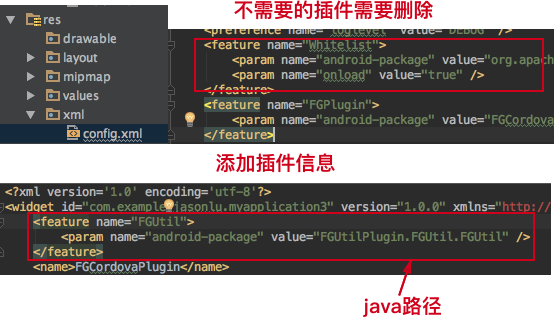 不需要的插件需要删除
res
drawable
layout
mipmap
values
xml
config.xml
<preference name="loglevel" value="DEBUG" />
<feature name="Whitelist">
<param name="android-package" value="org.apach
<param name="onload" value="true" />
</feature>
<feature name="FGPlugin">
<param name="android-package" value="FGCordova
</feature>
添加插件信息
<?xml version='1.0' encoding='utf-8'?>
<widget id="com.example.jasonlu.myapplication3" version="1.0.0" xmlns="http://
<feature name="FGUtil">
<param name="android-package" value="FGUtilPlugin.FGUtil.FGUtil" />
</feature>
<name>FGCordovaPlugin</name>
java路径